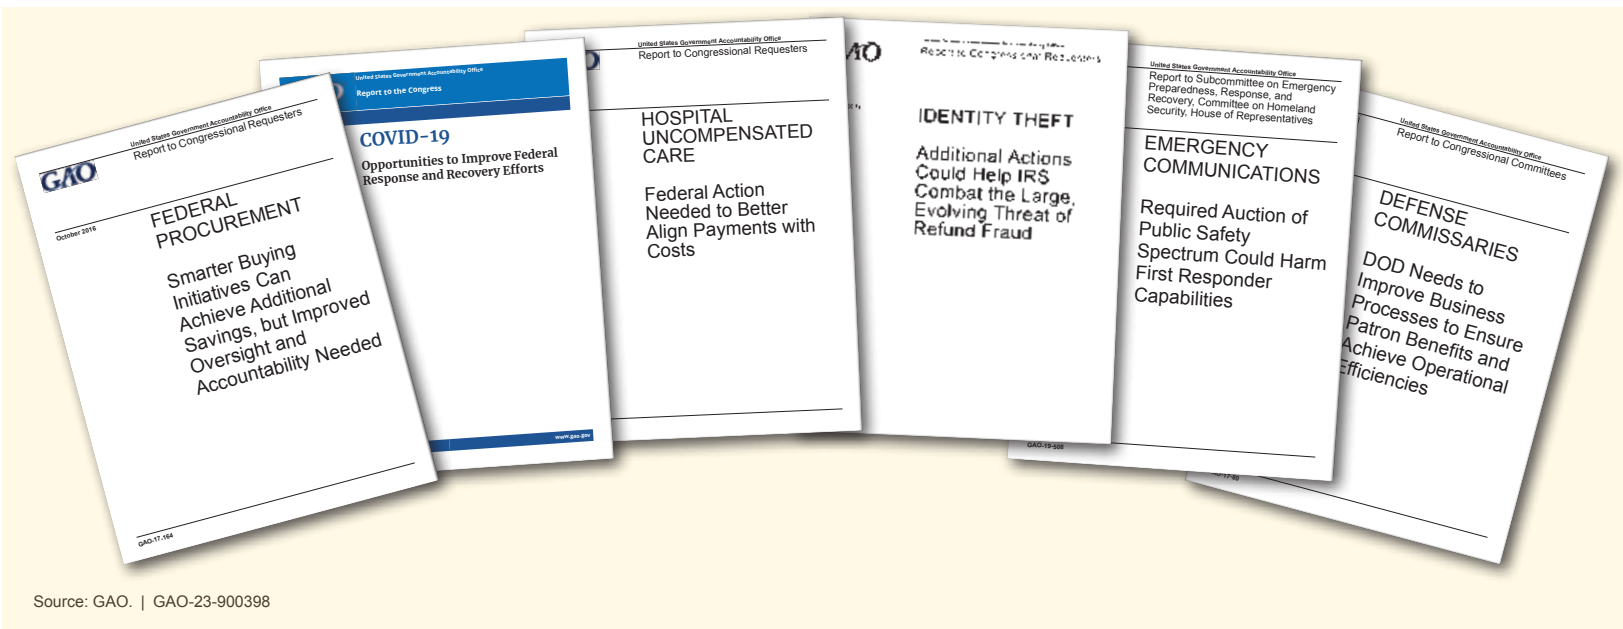 United States Government Accountability Office
Report to Congressional Requesters
GAO
October 2016
FEDERAL
PROCUREMENT
Smarter Buying
Initiatives Can
Achieve Additional
Savings, but Improved
Oversight and
Accountability Needed
GAO-17-164
United States Government Accountability Office
Report to the Congress
COVID-19
Opportunities to Improve Federal
Response and Recovery Efforts
www.gao.gov
United States Government Accountability Office
Report to Congressional Requesters
HOSPITAL
UNCOMPENSATED
CARE
Federal Action
Needed to Better
Align Payments with
Costs
Report to Congressional Requesters
IDENTITY THEFT
Additional Actions
Could Help IRS
Combat the Large,
Evolving Threat of
Refund Fraud
United States Government Accountability Office
Report to Subcommittee on Emergency
Preparedness, Response, and
Recovery, Committee on Homeland
Security, House of Representatives
EMERGENCY
COMMUNICATIONS
Required Auction of
Public Safety
Spectrum Could Harm
First Responder
Capabilities
GAO-19-508
United States Government Accountability Office
Report to Congressional Committees
DEFENSE
COMMISSARIES
DOD Needs to
Improve Business
Processes to Ensure
Patron Benefits and
Achieve Operational
Efficiencies
Source: GAO. | GAO-23-900398